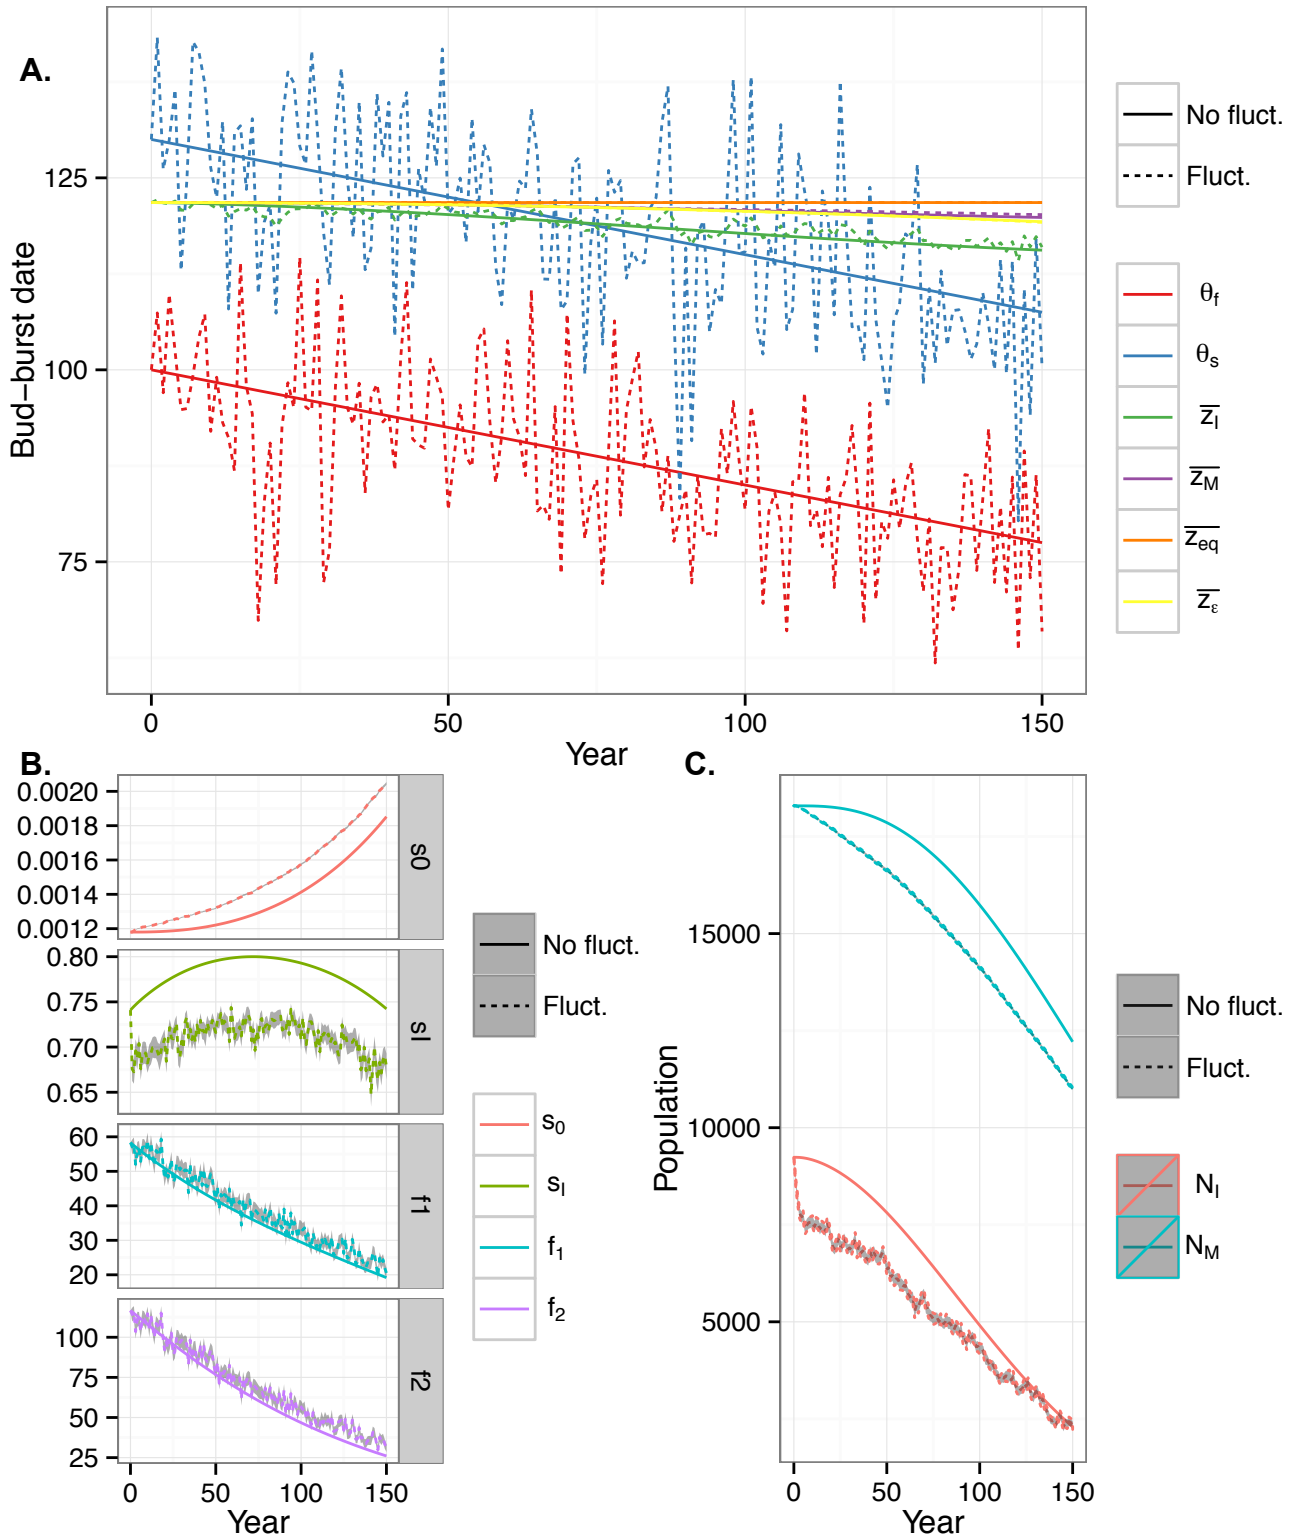 A.
Bud−burst date
125
100
75
0
50
100
150
Year
No fluct.
Fluct.
θf
θs
zI
zM
zeq
zε
B.
0.0020
0.0018
0.0016
0.0014
0.0012
s0
0.80
0.75
0.70
0.65
sI
60
50
40
30
20
f1
100
75
50
25
f2
0
50
100
150
Year
No fluct.
Fluct.
s0
sI
f1
f2
C.
Population
15000
10000
5000
0
50
100
150
Year
No fluct.
Fluct.
NI
NM